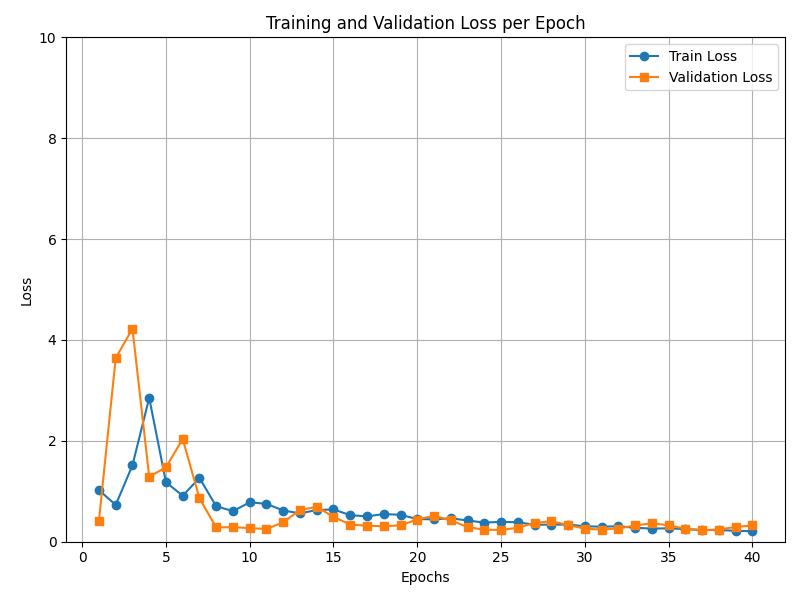 Training and Validation Loss per Epoch
Train Loss
Validation Loss
Loss
10
8
6
4
2
0
0 5 10 15 20 25 30 35 40
Epochs